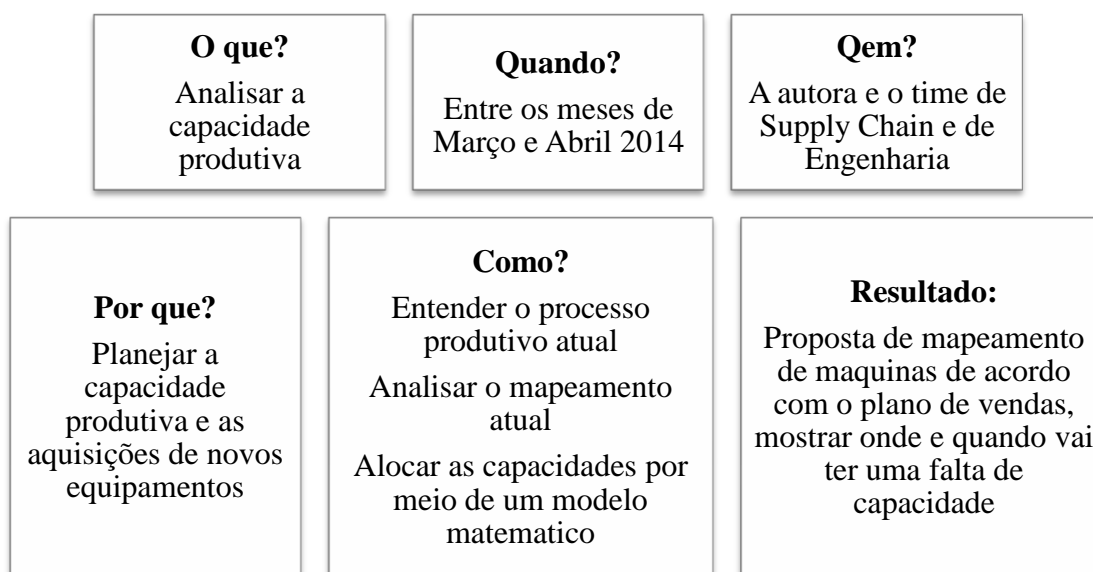 O que?
Analisar a
capacidade
produtiva
Quando?
Entre os meses de
Março e Abril 2014
Qem?
A autora e o time de
Supply Chain e de
Engenharia
Por que?
Planejar a
capacidade
produtiva e as
aquisições de novos
equipamentos
Como?
Entender o processo
produtivo atual
Analisar o mapeamento
atual
Alocar as capacidades por
meio de um modelo
matematico
Resultado:
Proposta de mapeamento
de maquinas de acordo
com o plano de vendas,
mostrar onde e quando vai
ter uma falta de
capacidade